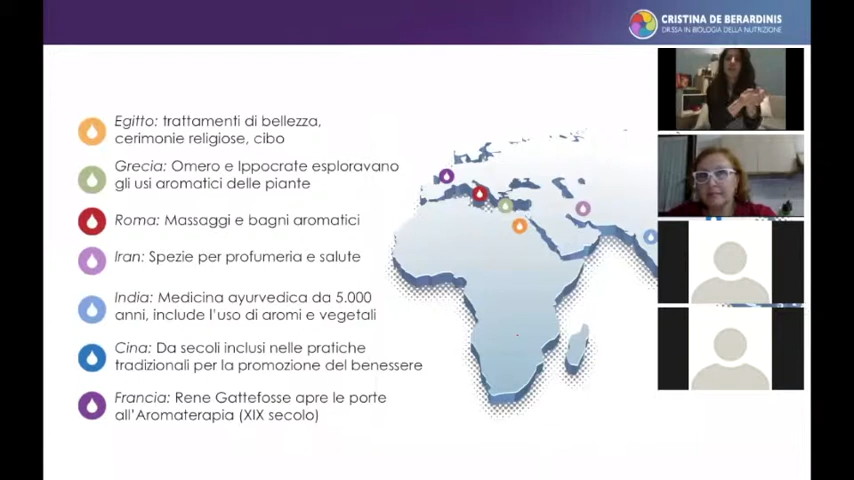 CRISTINA DE BERARDINIS
DR.SSA IN BIOLOGIA DELLA NUTRIZIONE
Egitto: trattamenti di bellezza,
cerimonie religiose, cibo
Grecia: Omero e Ippocrate esploravano
gli usi aromatici delle piante
Roma: Massaggi e bagni aromatici
Iran: Spezie per profumeria e salute
India: Medicina ayurvedica da 5.000
anni, include l'uso di aromi e vegetali
Cina: Da secoli inclusi nelle pratiche
tradizionali per la promozione del benessere
Francia: Rene Gattefosse apre le porte
all'Aromaterapia (XIX secolo)